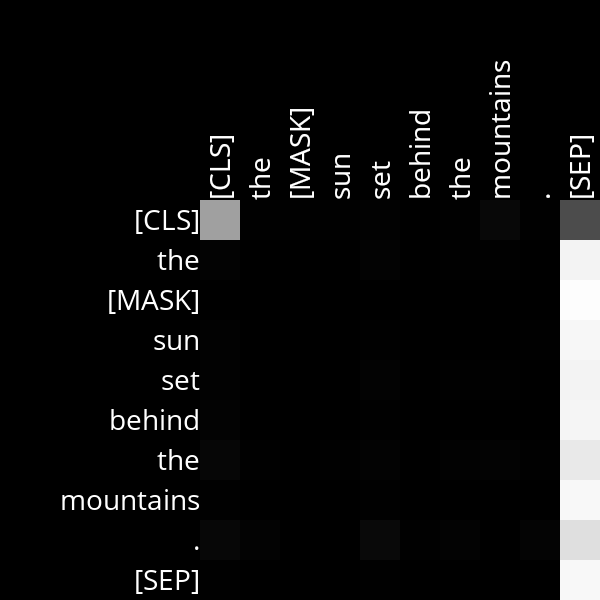 [CLS]
the
[MASK]
sun
set
behind
the
mountains
.
[SEP]
[CLS]
the
[MASK]
sun
set
behind
the
mountains
.
[SEP]